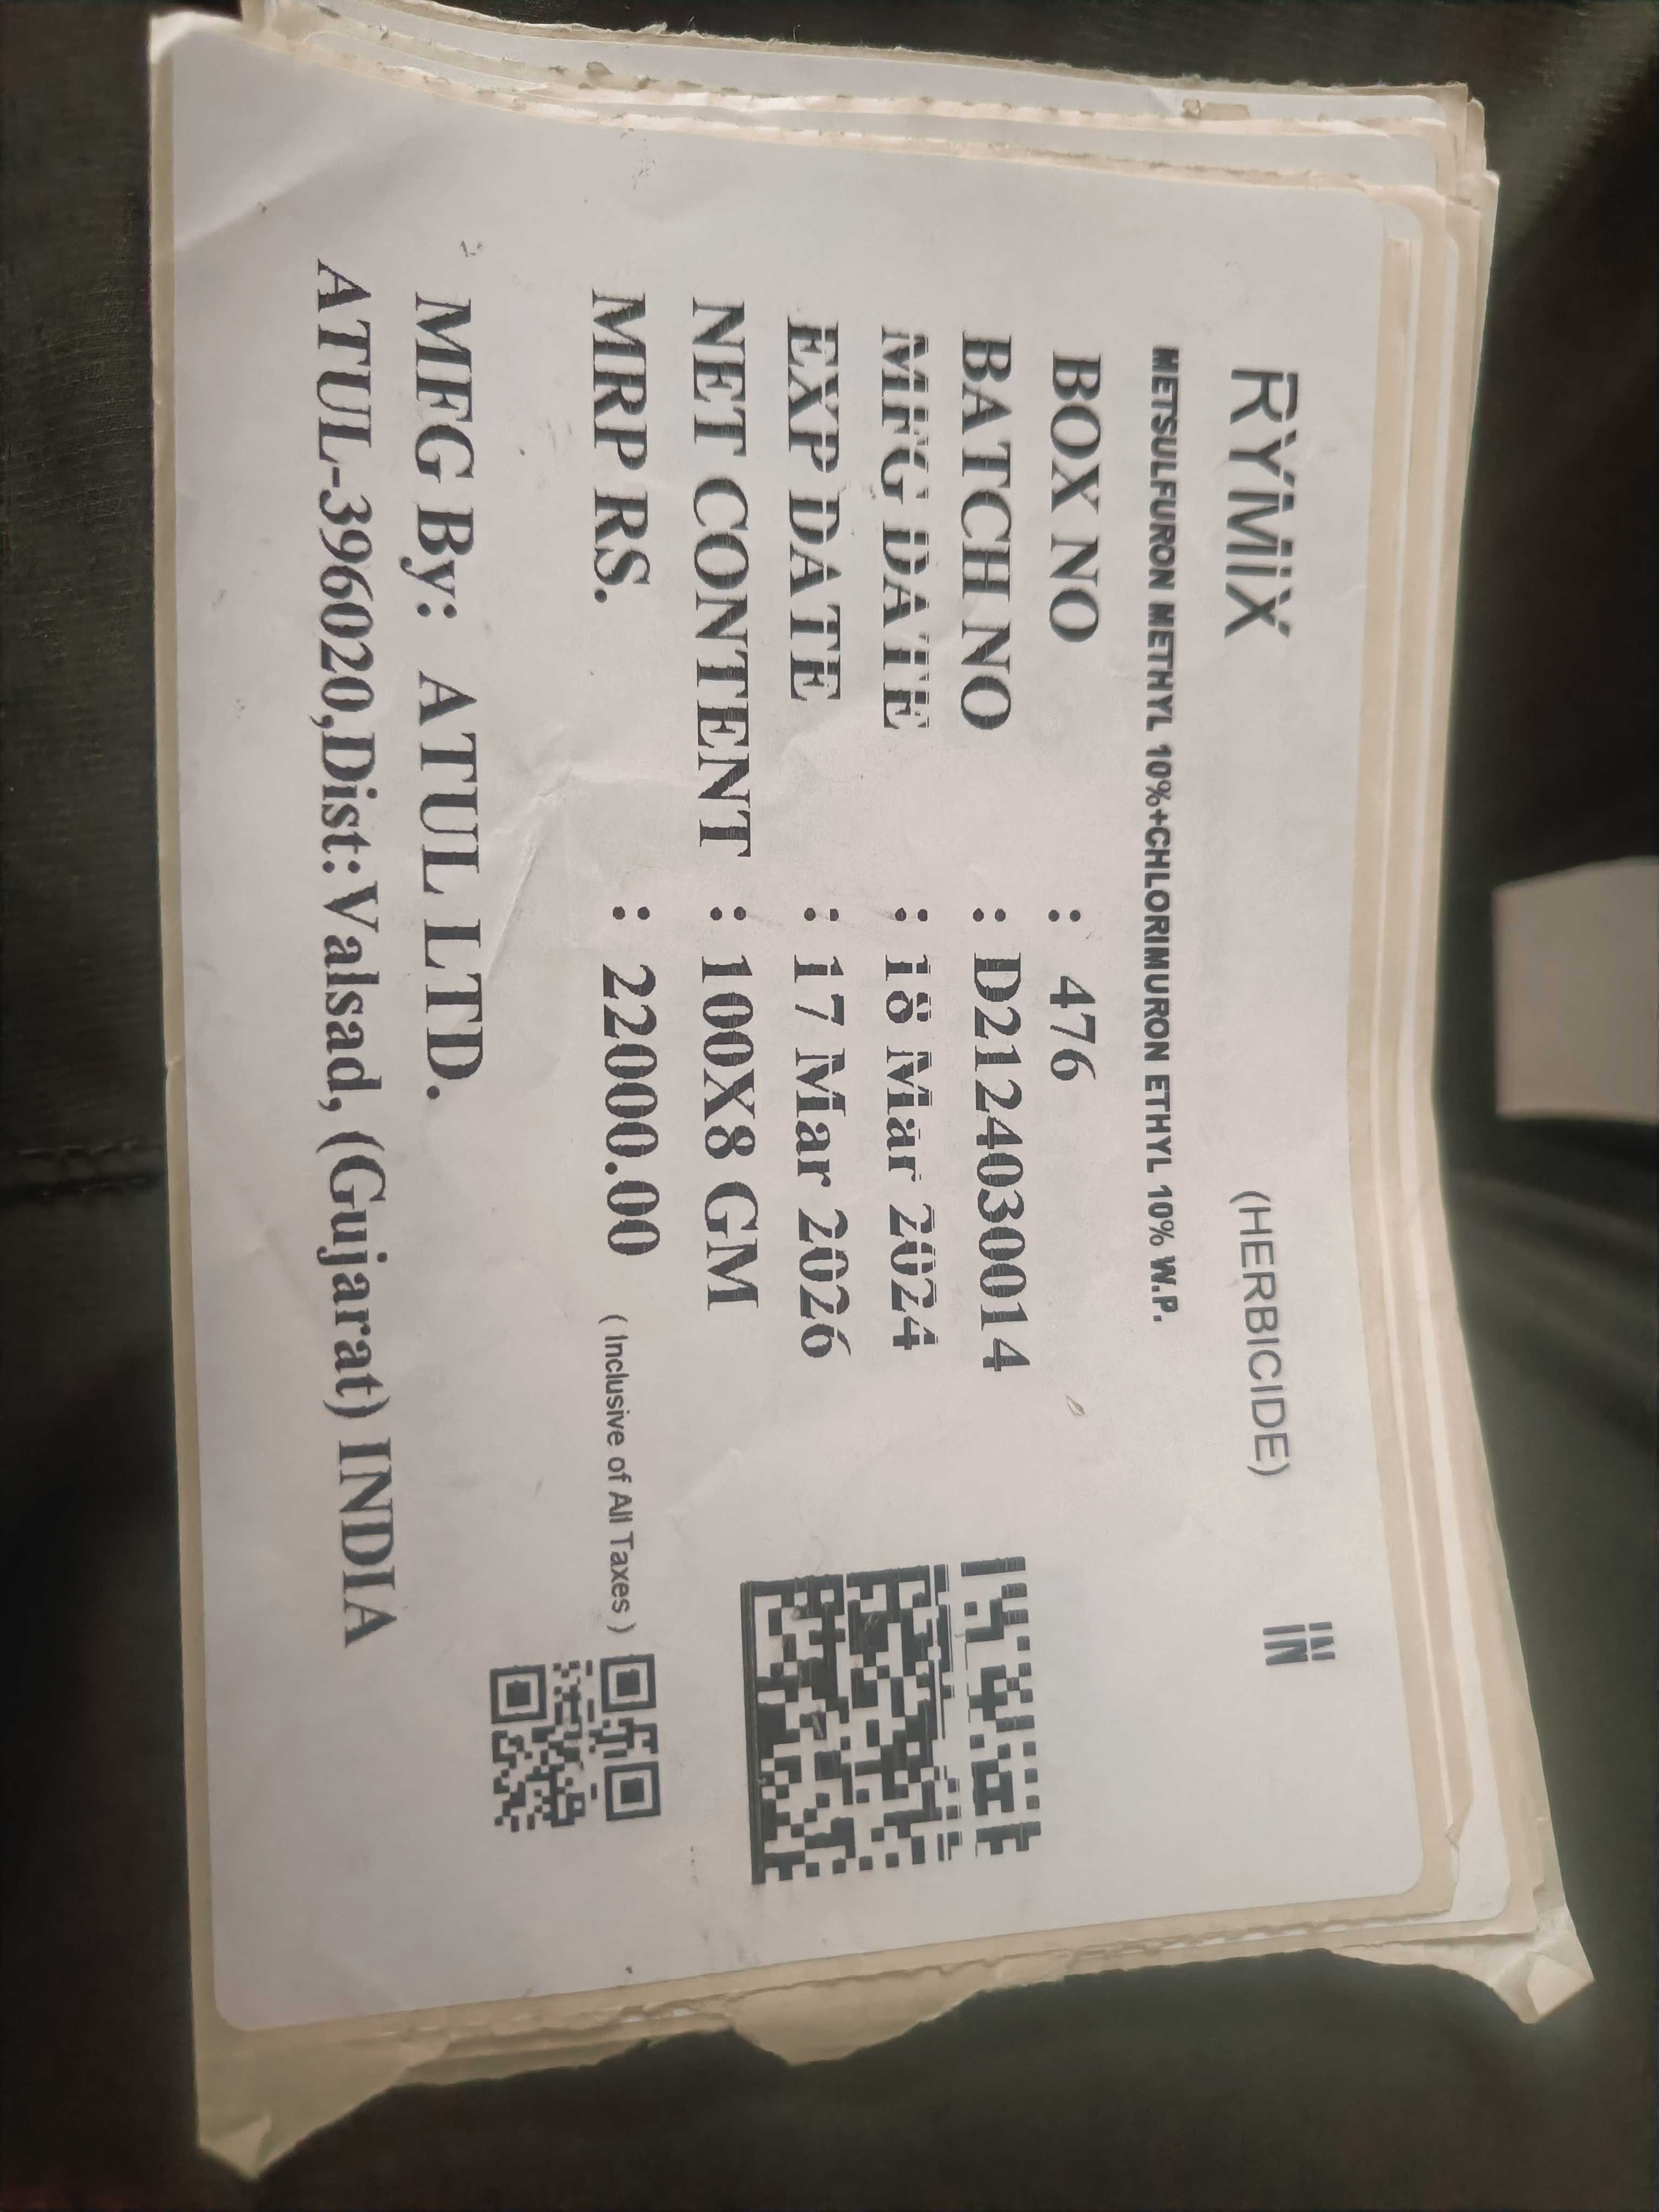 RYMIX (HERBICIDE) IN
METSULFURON METHYL 10%+CHLORIMURON ETHYL 10% W.P.
BOX NO : 476
BATCH NO : D2124030014
MFG DATE : 18 Mar 2024
EXP DATE : 17 Mar 2026
NET CONTENT : 100X8 GM
MRP RS. : 22000.00 ( Inclusive of All Taxes )
MFG By: ATUL LTD.
ATUL-396020,Dist:Valsad, (Gujarat) INDIA